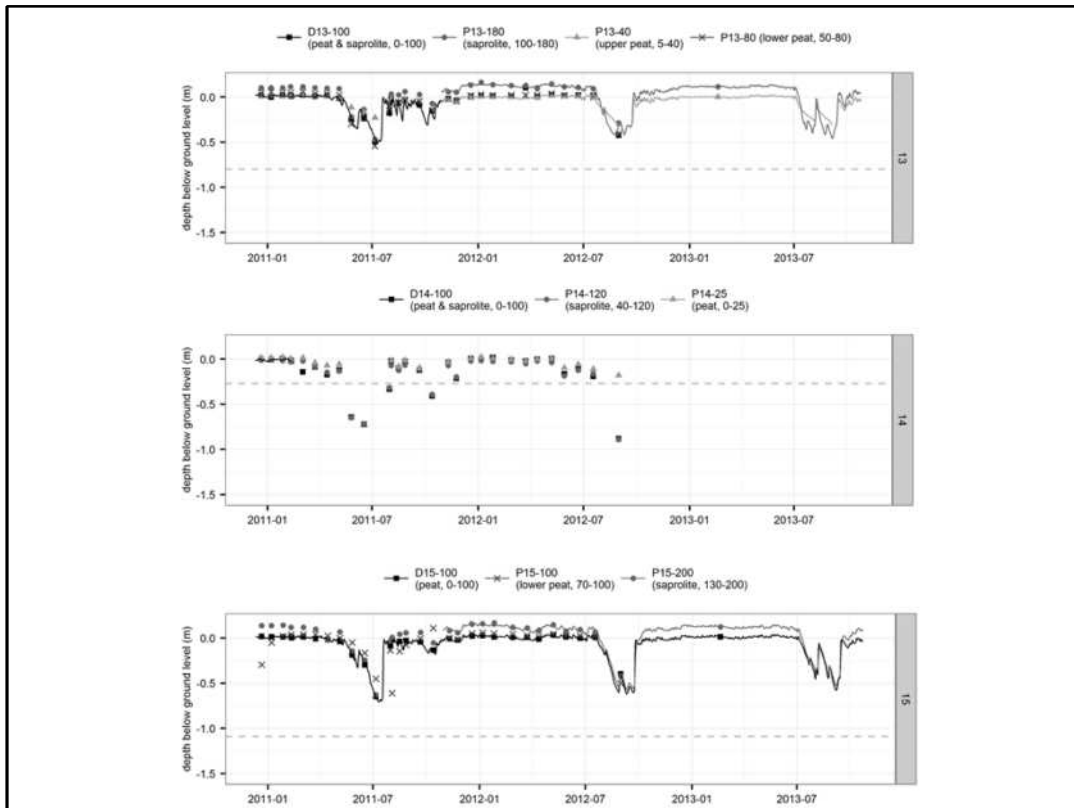 D13-100 P13-180 P13-40 P13-80 (lower peat, 50-80)
(peat & saprolite, 0-100) (saprolite, 100-180) (upper peat, 5-40)
depth below ground level (m)
0.0
-0.5
-1.0
-1.5
13
2011-01 2011-07 2012-01 2012-07 2013-01 2013-07
D14-100 P14-120 P14-25
(peat & saprolite, 0-100) (saprolite, 40-120) (peat, 0-25)
depth below ground level (m)
0.0
-0.5
-1.0
-1.5
14
2011-01 2011-07 2012-01 2012-07 2013-01 2013-07
D15-100 P15-100 P15-200
(peat, 0-100) (lower peat, 70-100) (saprolite, 130-200)
depth below ground level (m)
0.0
-0.5
-1.0
-1.5
15
2011-01 2011-07 2012-01 2012-07 2013-01 2013-07